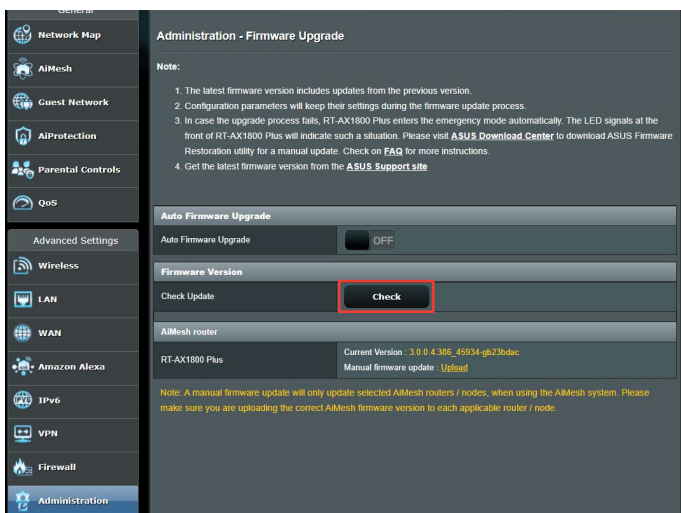 General
Network Map
AiMesh
Guest Network
AiProtection
Parental Controls
QoS
Advanced Settings
Wireless
LAN
WAN
Amazon Alexa
IPv6
VPN
Firewall
Administration
Administration - Firmware Upgrade
Note:
1. The latest firmware version includes updates from the previous version.
2. Configuration parameters will keep their settings during the firmware update process.
3. In case the upgrade process fails, RT-AX1800 Plus enters the emergency mode automatically. The LED signals at the
front of RT-AX1800 Plus will indicate such a situation. Please visit ASUS Download Center to download ASUS Firmware
Restoration utility for a manual update. Check on FAQ for more instructions.
4. Get the latest firmware version from the ASUS Support site
Auto Firmware Upgrade
Auto Firmware Upgrade OFF
Firmware Version
Check Update Check
AiMesh router
RT-AX1800 Plus
Current Version : 3.0.0.4.386_45934-gb23bdac
Manual firmware update : Upload
Note: A manual firmware update will only update selected AiMesh routers / nodes, when using the AiMesh system. Please
make sure you are uploading the correct AiMesh firmware version to each applicable router / node.